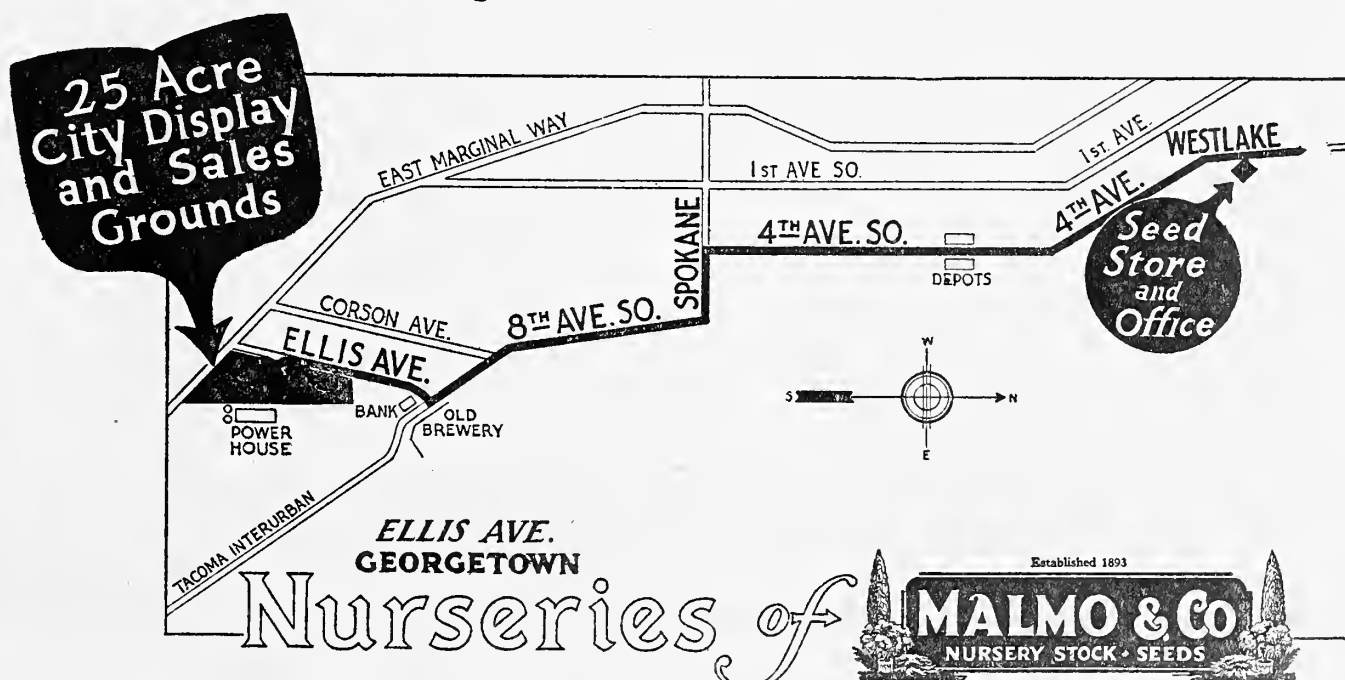 25 Acre
City Display
and Sales
Grounds
EAST MARGINAL WAY
1ST AVE SO.
1ST. AVE.
WESTLAKE
4TH AVE.
4TH AVE. SO.
DEPOTS
SPOKANE
Seed
Store
and
Office
CORSON AVE.
8TH AVE. SO.
ELLIS AVE.
BANK
OLD
BREWERY
POWER
HOUSE
TACOMA INTERURBAN
W
S
N
E
ELLIS AVE.
GEORGETOWN
Nurseries of
Established 1893
MALMO & CO
NURSERY STOCK · SEEDS